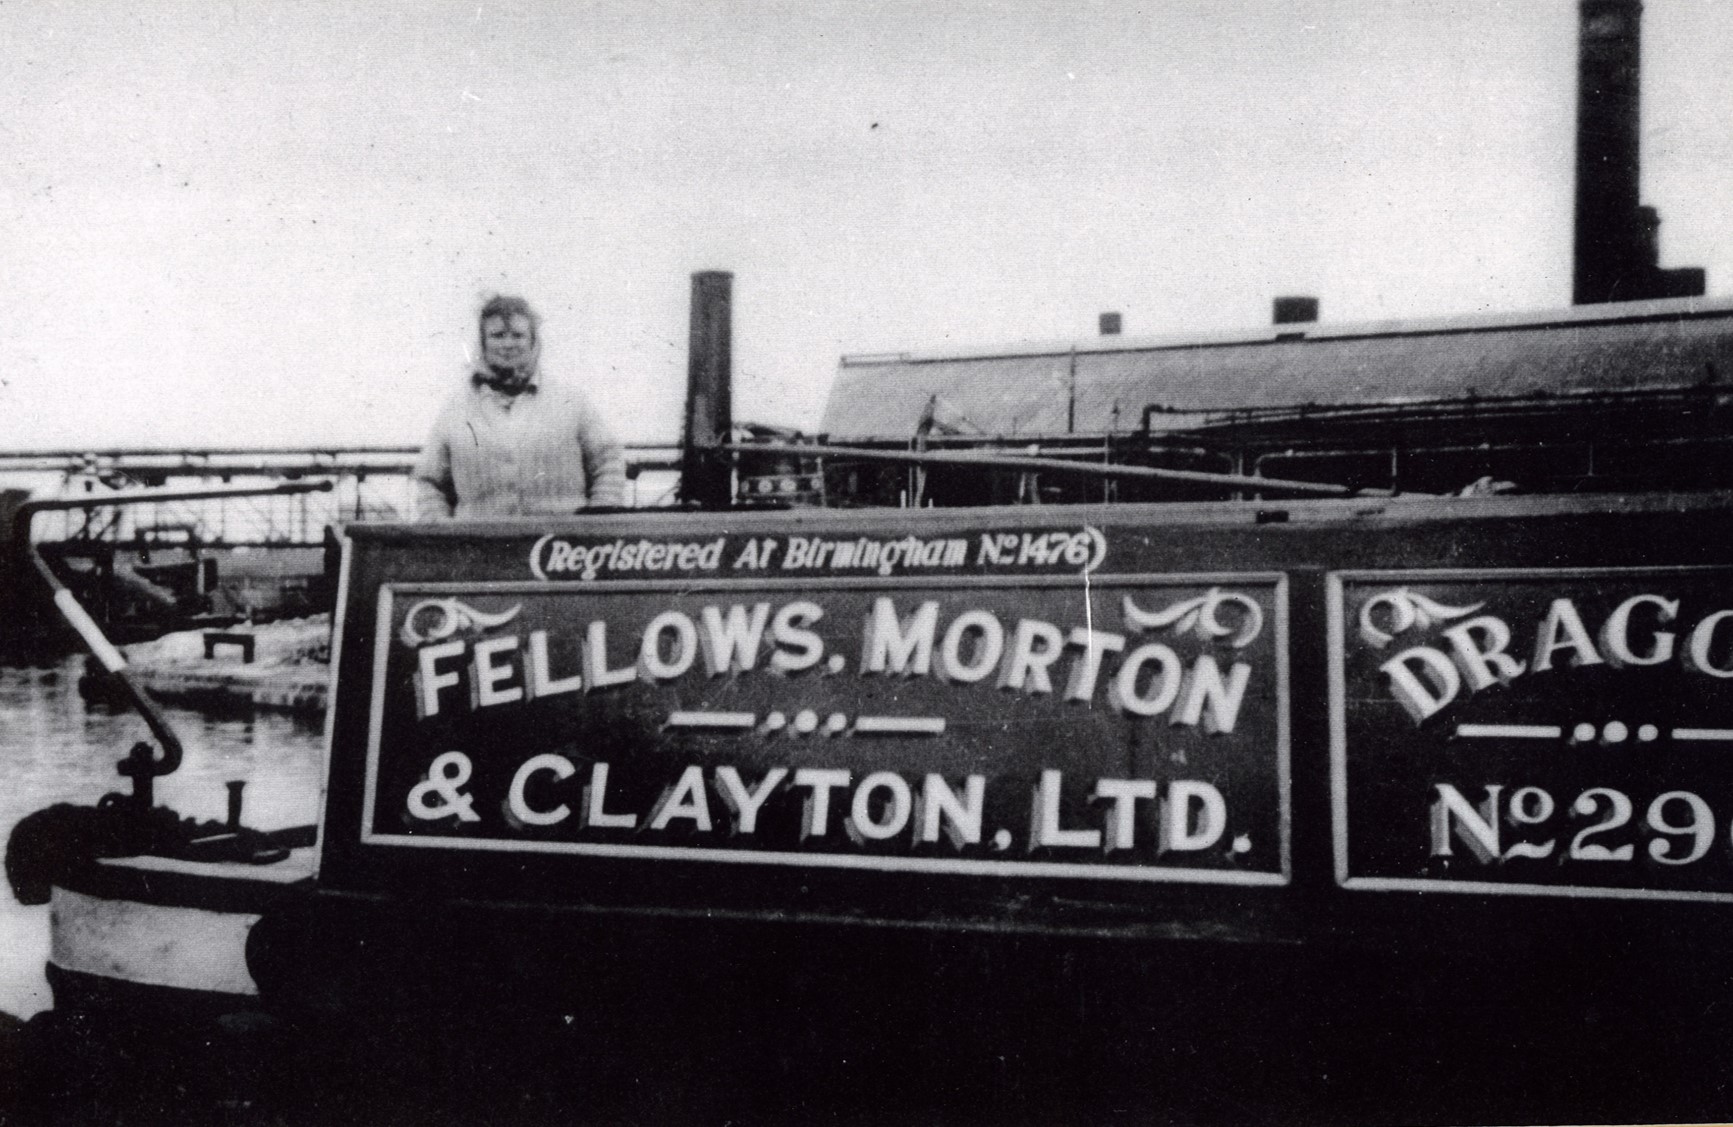 (Registered At Birmingham No 1476)
FELLOWS. MORTON
& CLAYTON, LTD.
DRAGO
No 29